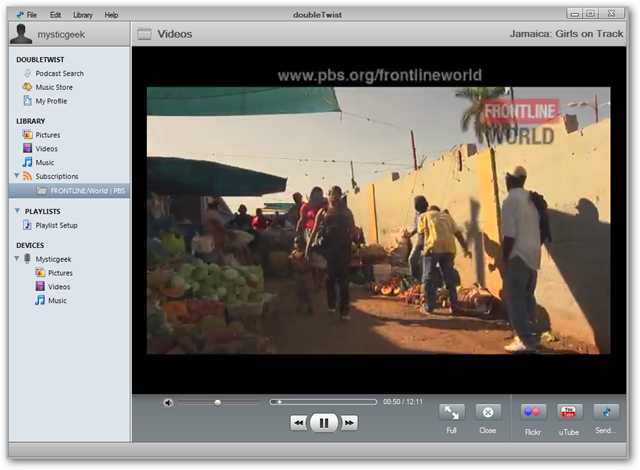 File Edit Library Help
doubleTwist
mysticgeek
Videos
Jamaica: Girls on Track
DOUBLETWIST
Podcast Search
Music Store
My Profile
LIBRARY
Pictures
Videos
Music
Subscriptions
FRONTLINE/World | PBS
PLAYLISTS
Playlist Setup
DEVICES
Mysticgeek
Pictures
Videos
Music
www.pbs.org/frontlineworld
FRONTLINE
WORLD
00:50 / 12:11
Full
Close
Flickr
You
Tube
uTube
Send...